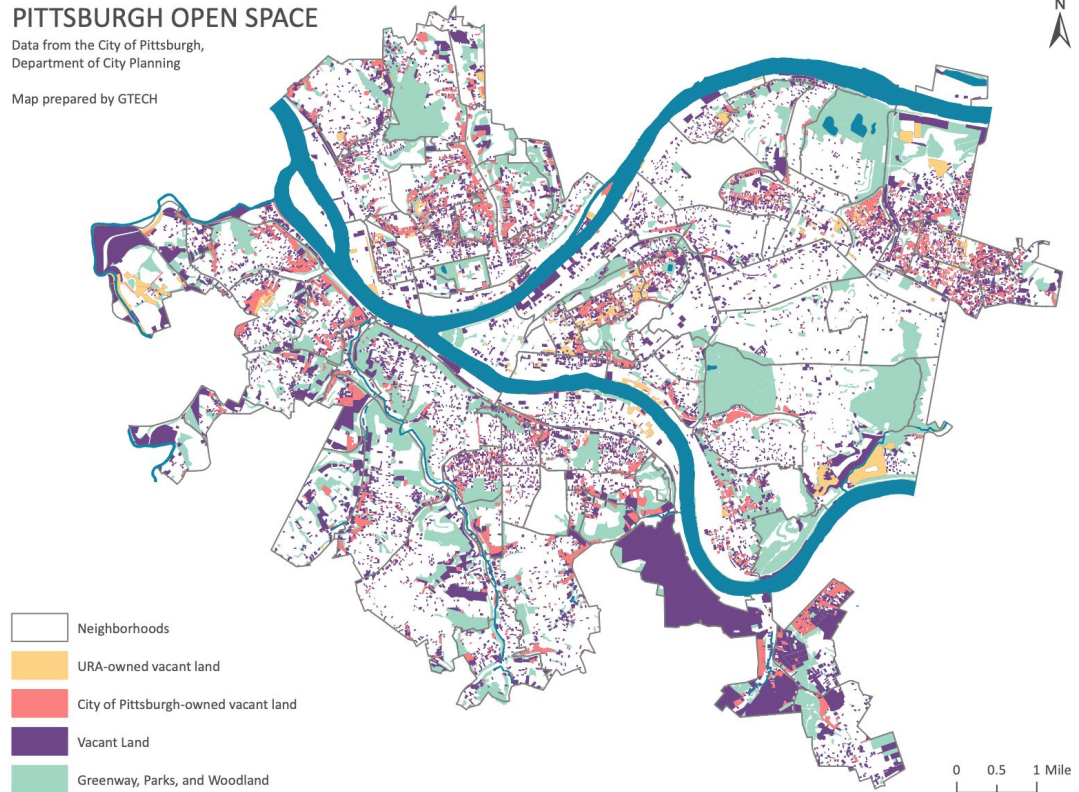 PITTSBURGH OPEN SPACE
Data from the City of Pittsburgh,
Department of City Planning
Map prepared by GTECH
N
Neighborhoods
URA-owned vacant land
City of Pittsburgh-owned vacant land
Vacant Land
Greenway, Parks, and Woodland
0 0.5 1 Mile